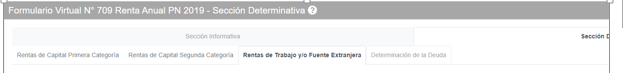 Formulario Virtual N° 709 Renta Anual PN 2019 - Sección Determinativa ?
Sección Informativa Sección D
Rentas de Capital Primera Categoría Rentas de Capital Segunda Categoría Rentas de Trabajo y/o Fuente Extranjera Determinación de la Deuda